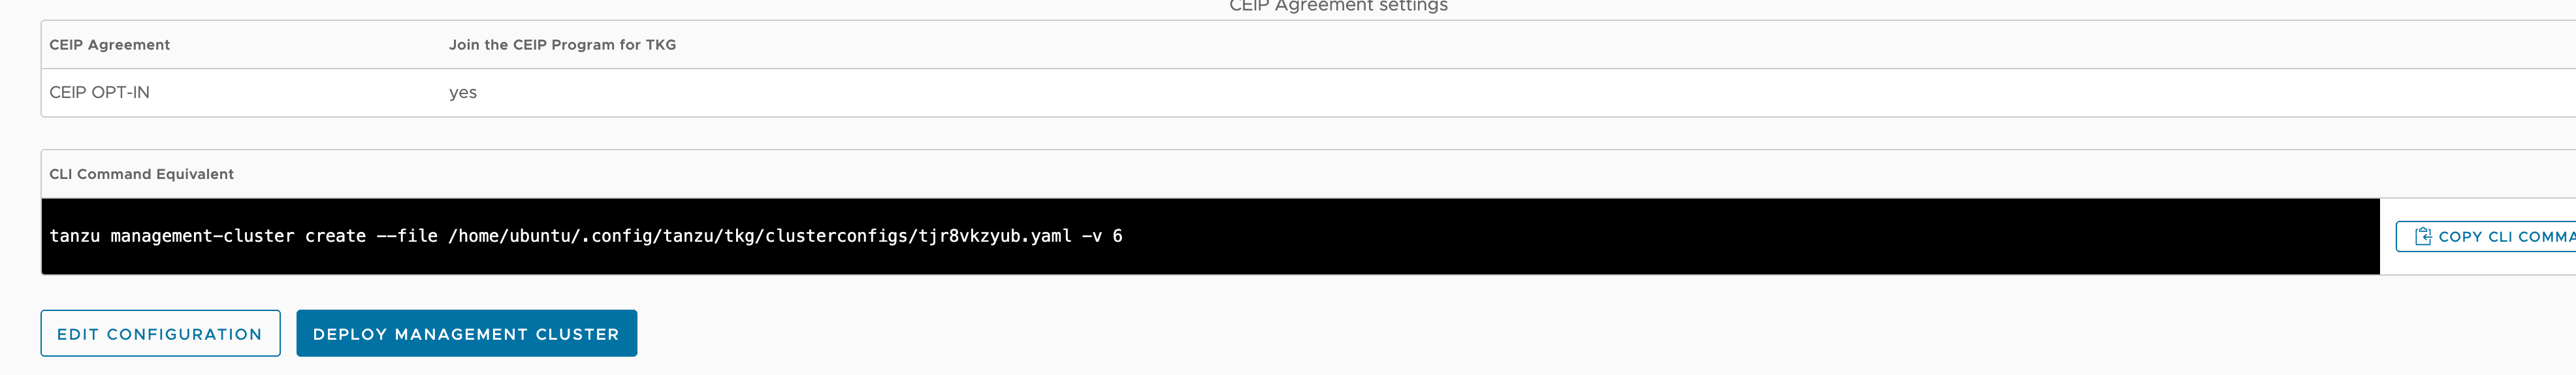 CEIP Agreement settings
CEIP Agreement Join the CEIP Program for TKG
CEIP OPT-IN yes
CLI Command Equivalent
tanzu management-cluster create --file /home/ubuntu/.config/tanzu/tkg/clusterconfigs/tjr8vkzyub.yaml -v 6
COPY CLI COMMA
EDIT CONFIGURATION DEPLOY MANAGEMENT CLUSTER